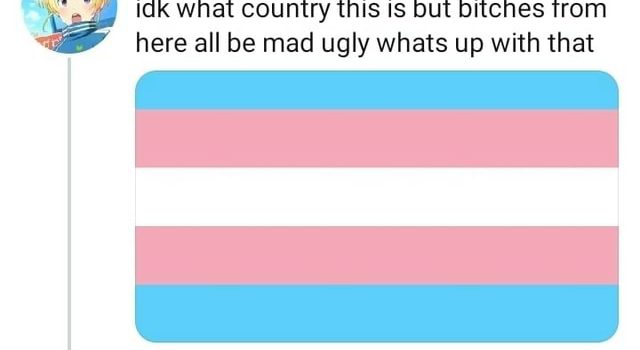 idk what country this is but bitches from
here all be mad ugly whats up with that